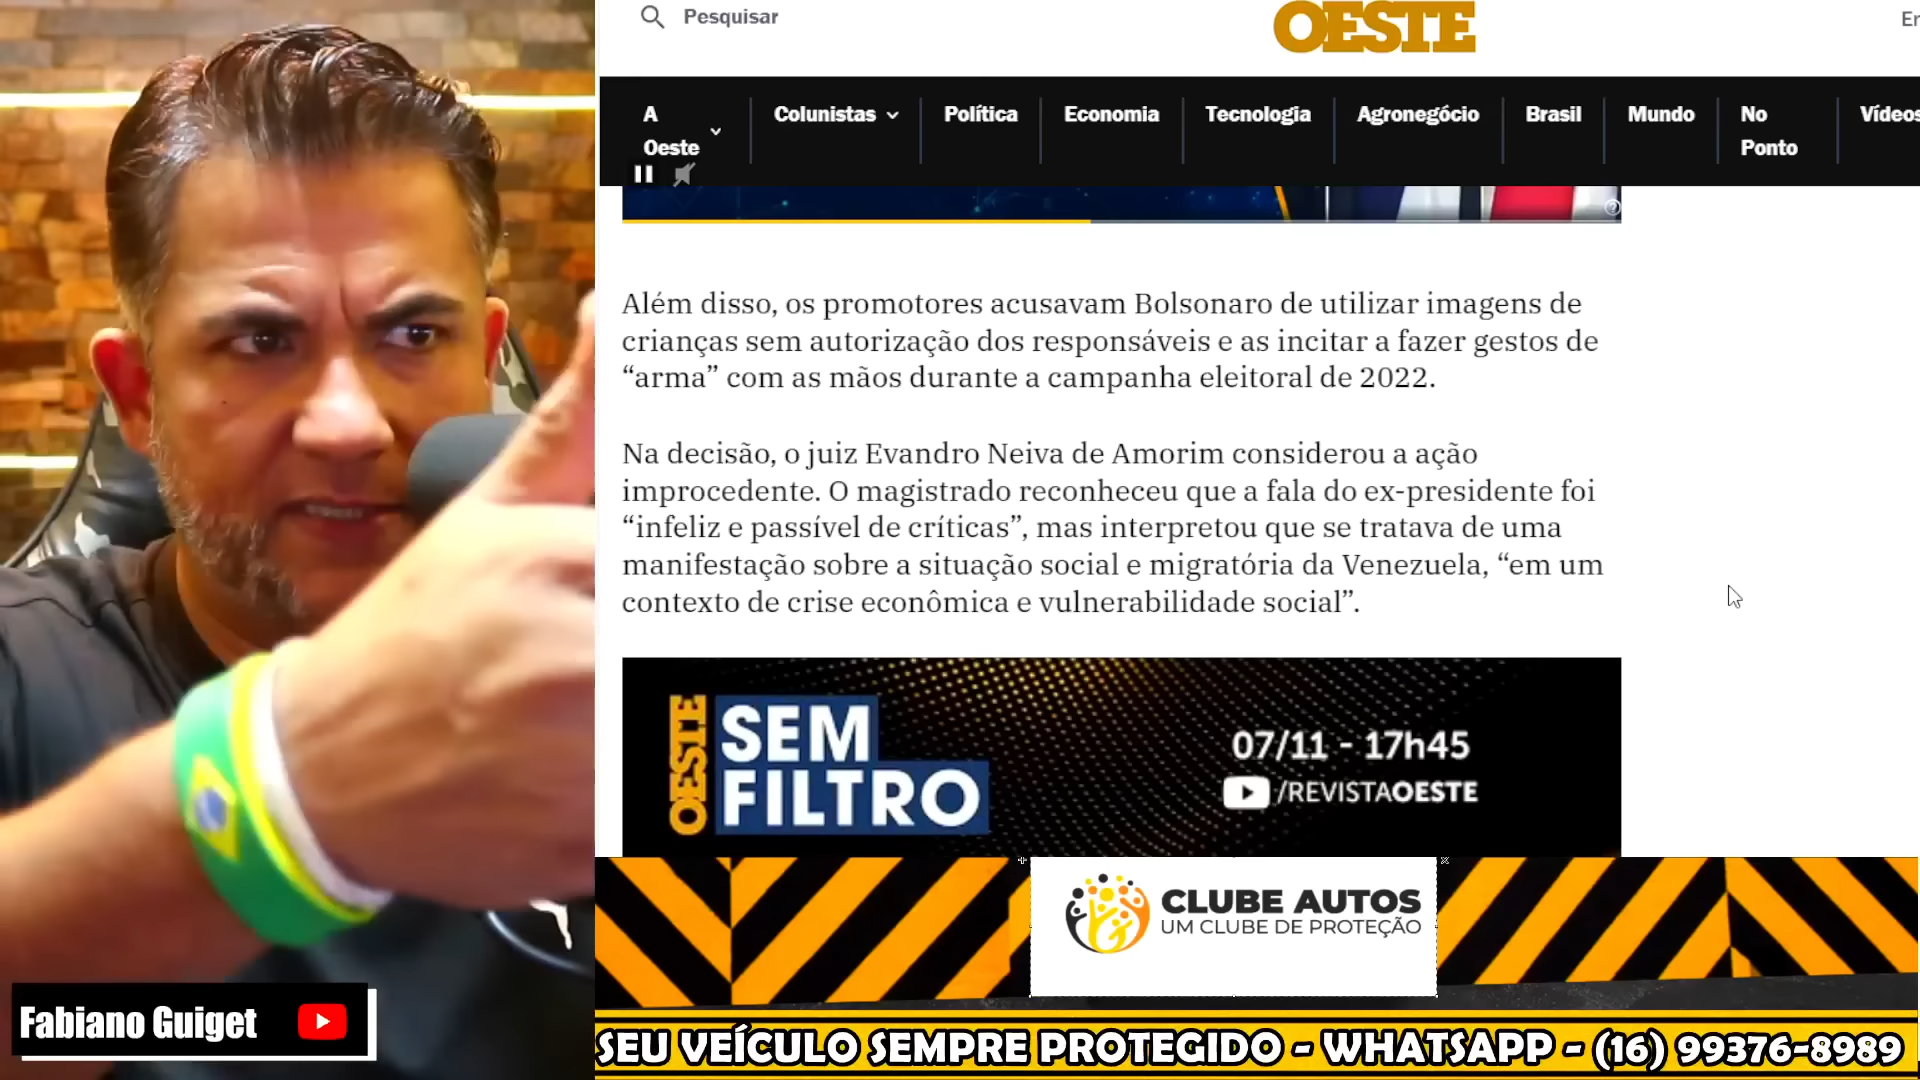 Pesquisar
OESTE
A
Oeste
Colunistas
Política
Economia
Tecnologia
Agronegócio
Brasil
Mundo
No
Ponto
Vídeos
Além disso, os promotores acusavam Bolsonaro de utilizar imagens de
crianças sem autorização dos responsáveis e as incitar a fazer gestos de
“arma” com as mãos durante a campanha eleitoral de 2022.
Na decisão, o juiz Evandro Neiva de Amorim considerou a ação
improcedente. O magistrado reconheceu que a fala do ex-presidente foi
“infeliz e passível de críticas”, mas interpretou que se tratava de uma
manifestação sobre a situação social e migratória da Venezuela, “em um
contexto de crise econômica e vulnerabilidade social”.
OESTE
SEM
FILTRO
07/11 - 17h45
/REVISTAOESTE
CLUBE AUTOS
UM CLUBE DE PROTEÇÃO
Fabiano Guiget
SEU VEÍCULO SEMPRE PROTEGIDO - WHATSAPP - (16) 99376-8989